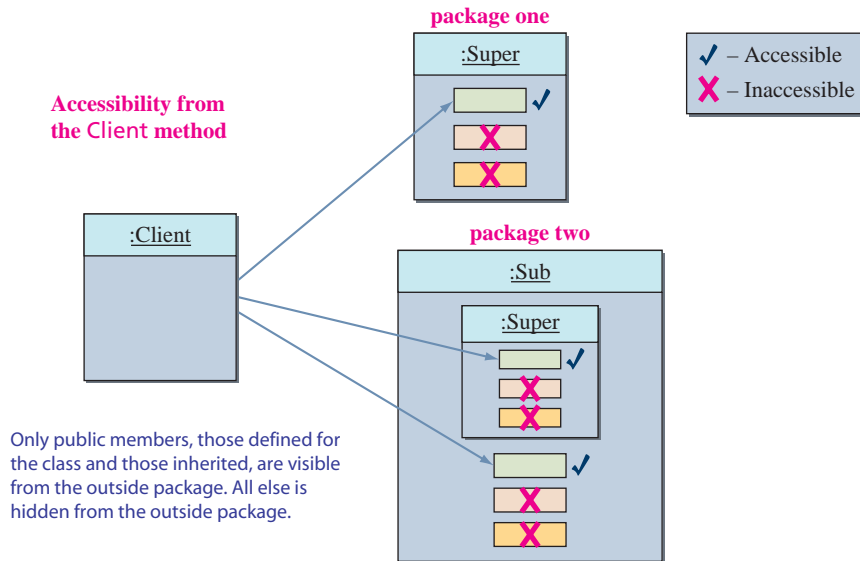 package one
:Super
– Accessible
– Inaccessible
Accessibility from
the Client method
:Client
package two
:Sub
:Super
Only public members, those defined for
the class and those inherited, are visible
from the outside package. All else is
hidden from the outside package.